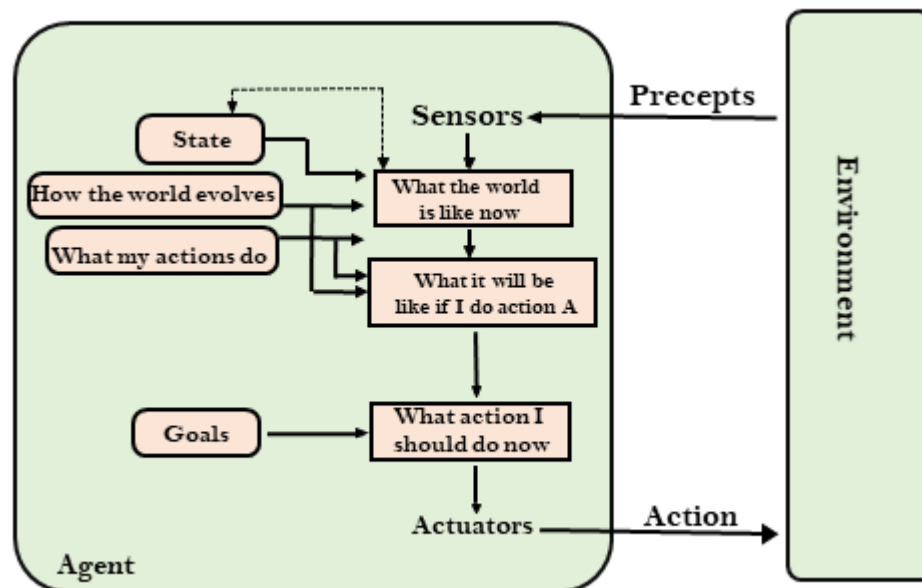 Precepts
Sensors
State
What the world
is like now
How the world evolves
What my actions do
What it will be
like if I do action A
Environment
Goals
What action I
should do now
Actuators
Action
Agent